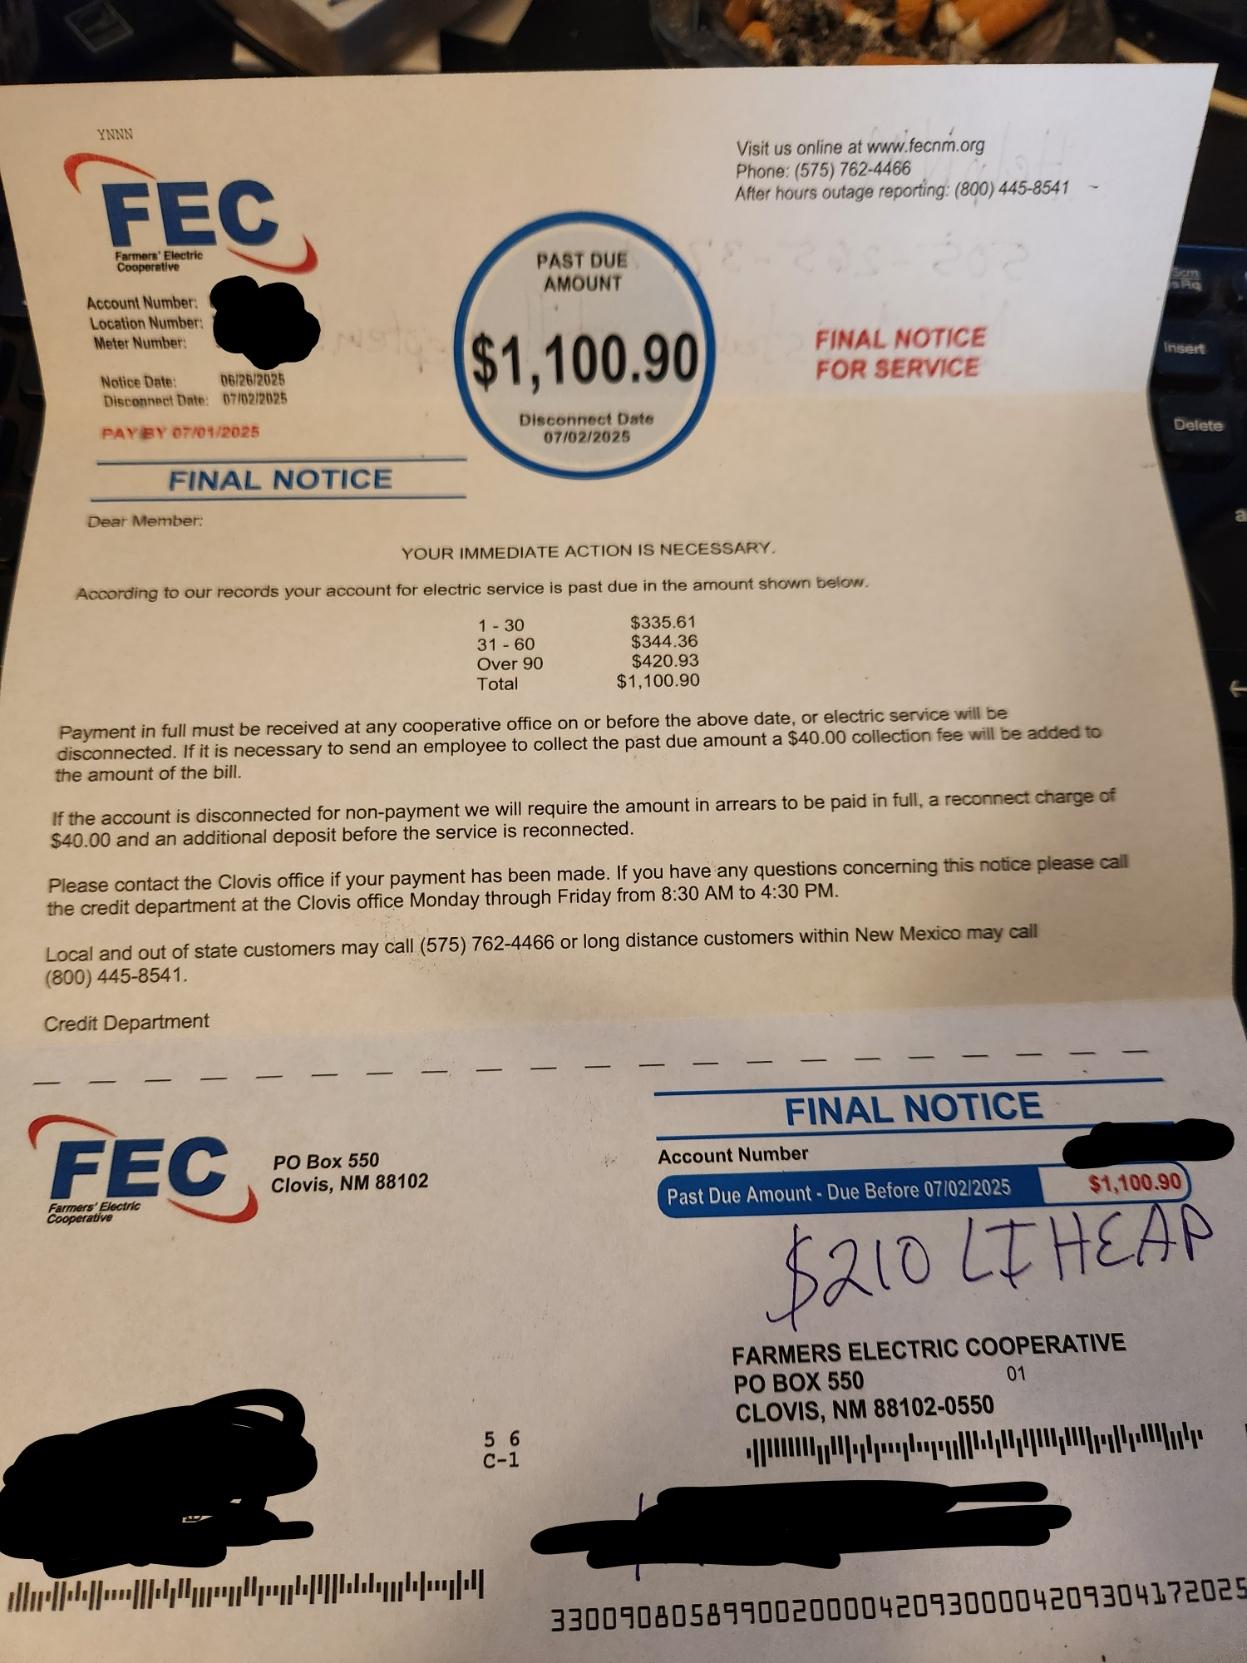 YNNN
FEC
Farmers' Electric
Cooperative
Visit us online at www.fecnm.org
Phone: (575) 762-4466
After hours outage reporting: (800) 445-8541
Account Number:
Location Number:
Meter Number:
Notice Date: 06/26/2025
Disconnect Date: 07/02/2025
PAY BY 07/01/2025
PAST DUE
AMOUNT
$1,100.90
Disconnect Date
07/02/2025
FINAL NOTICE
FOR SERVICE
FINAL NOTICE
Dear Member:
YOUR IMMEDIATE ACTION IS NECESSARY.
According to our records your account for electric service is past due in the amount shown below.
1 - 30 $335.61
31 - 60 $344.36
Over 90 $420.93
Total $1,100.90
Payment in full must be received at any cooperative office on or before the above date, or electric service will be
disconnected. If it is necessary to send an employee to collect the past due amount a $40.00 collection fee will be added to
the amount of the bill.
If the account is disconnected for non-payment we will require the amount in arrears to be paid in full, a reconnect charge of
$40.00 and an additional deposit before the service is reconnected.
Please contact the Clovis office if your payment has been made. If you have any questions concerning this notice please call
the credit department at the Clovis office Monday through Friday from 8:30 AM to 4:30 PM.
Local and out of state customers may call (575) 762-4466 or long distance customers within New Mexico may call
(800) 445-8541.
Credit Department
FEC
Farmers' Electric
Cooperative
PO Box 550
Clovis, NM 88102
FINAL NOTICE
Account Number
Past Due Amount - Due Before 07/02/2025 $1,100.90
$210 LIHEAP
FARMERS ELECTRIC COOPERATIVE
PO BOX 550 01
CLOVIS, NM 88102-0550
5 6
C-1
33009080589900200004209300004209304172025
Insert
Delete